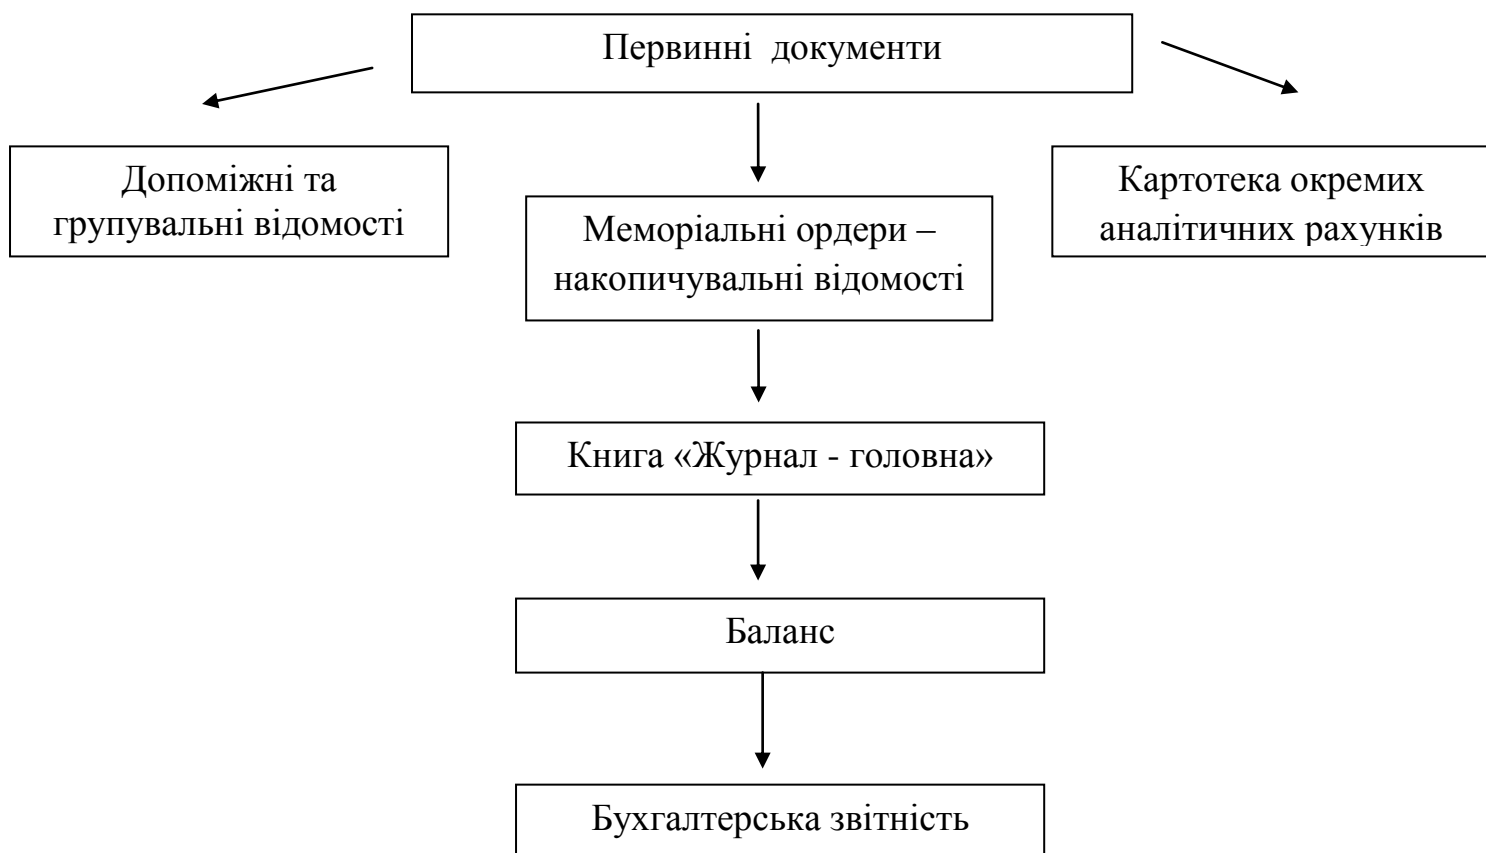 Первинні документи
Допоміжні та
групувальні відомості
Меморіальні ордери –
накопичувальні відомості
Картотека окремих
аналітичних рахунків
Книга «Журнал - головна»
Баланс
Бухгалтерська звітність